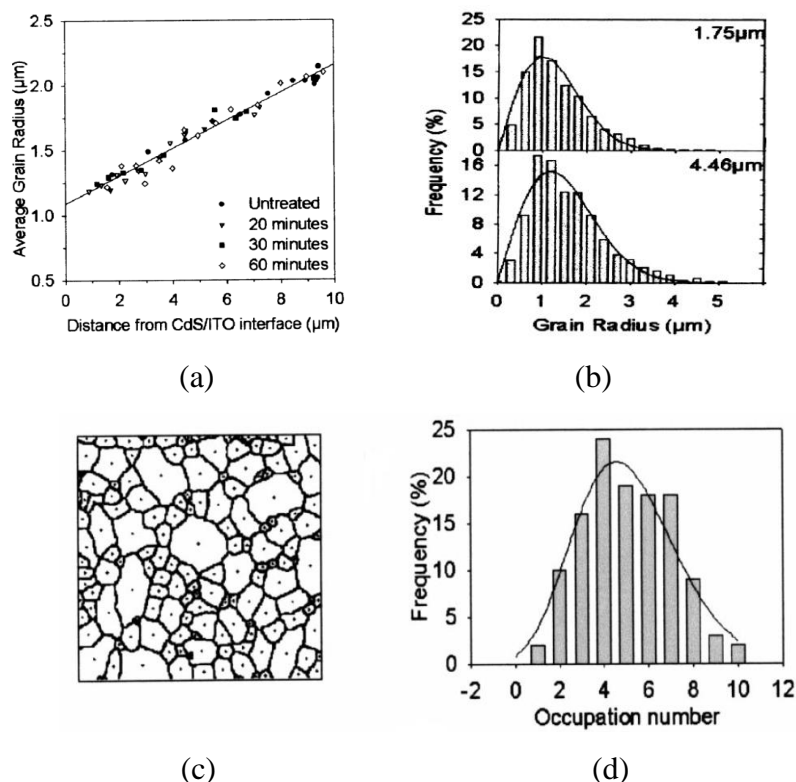 Average Grain Radius (µm)
2.5
2.0
1.5
1.0
0.5
Untreated
20 minutes
30 minutes
60 minutes
0 2 4 6 8 10
Distance from CdS/ITO interface (µm)
(a)
Frequency (%)
25
20
15
10
5
0
1.75µm
16
12
8
4
0
4.46µm
0 1 2 3 4 5
Grain Radius (µm)
(b)
(c)
Frequency (%)
25
20
15
10
5
0
-2 0 2 4 6 8 10 12
Occupation number
(d)